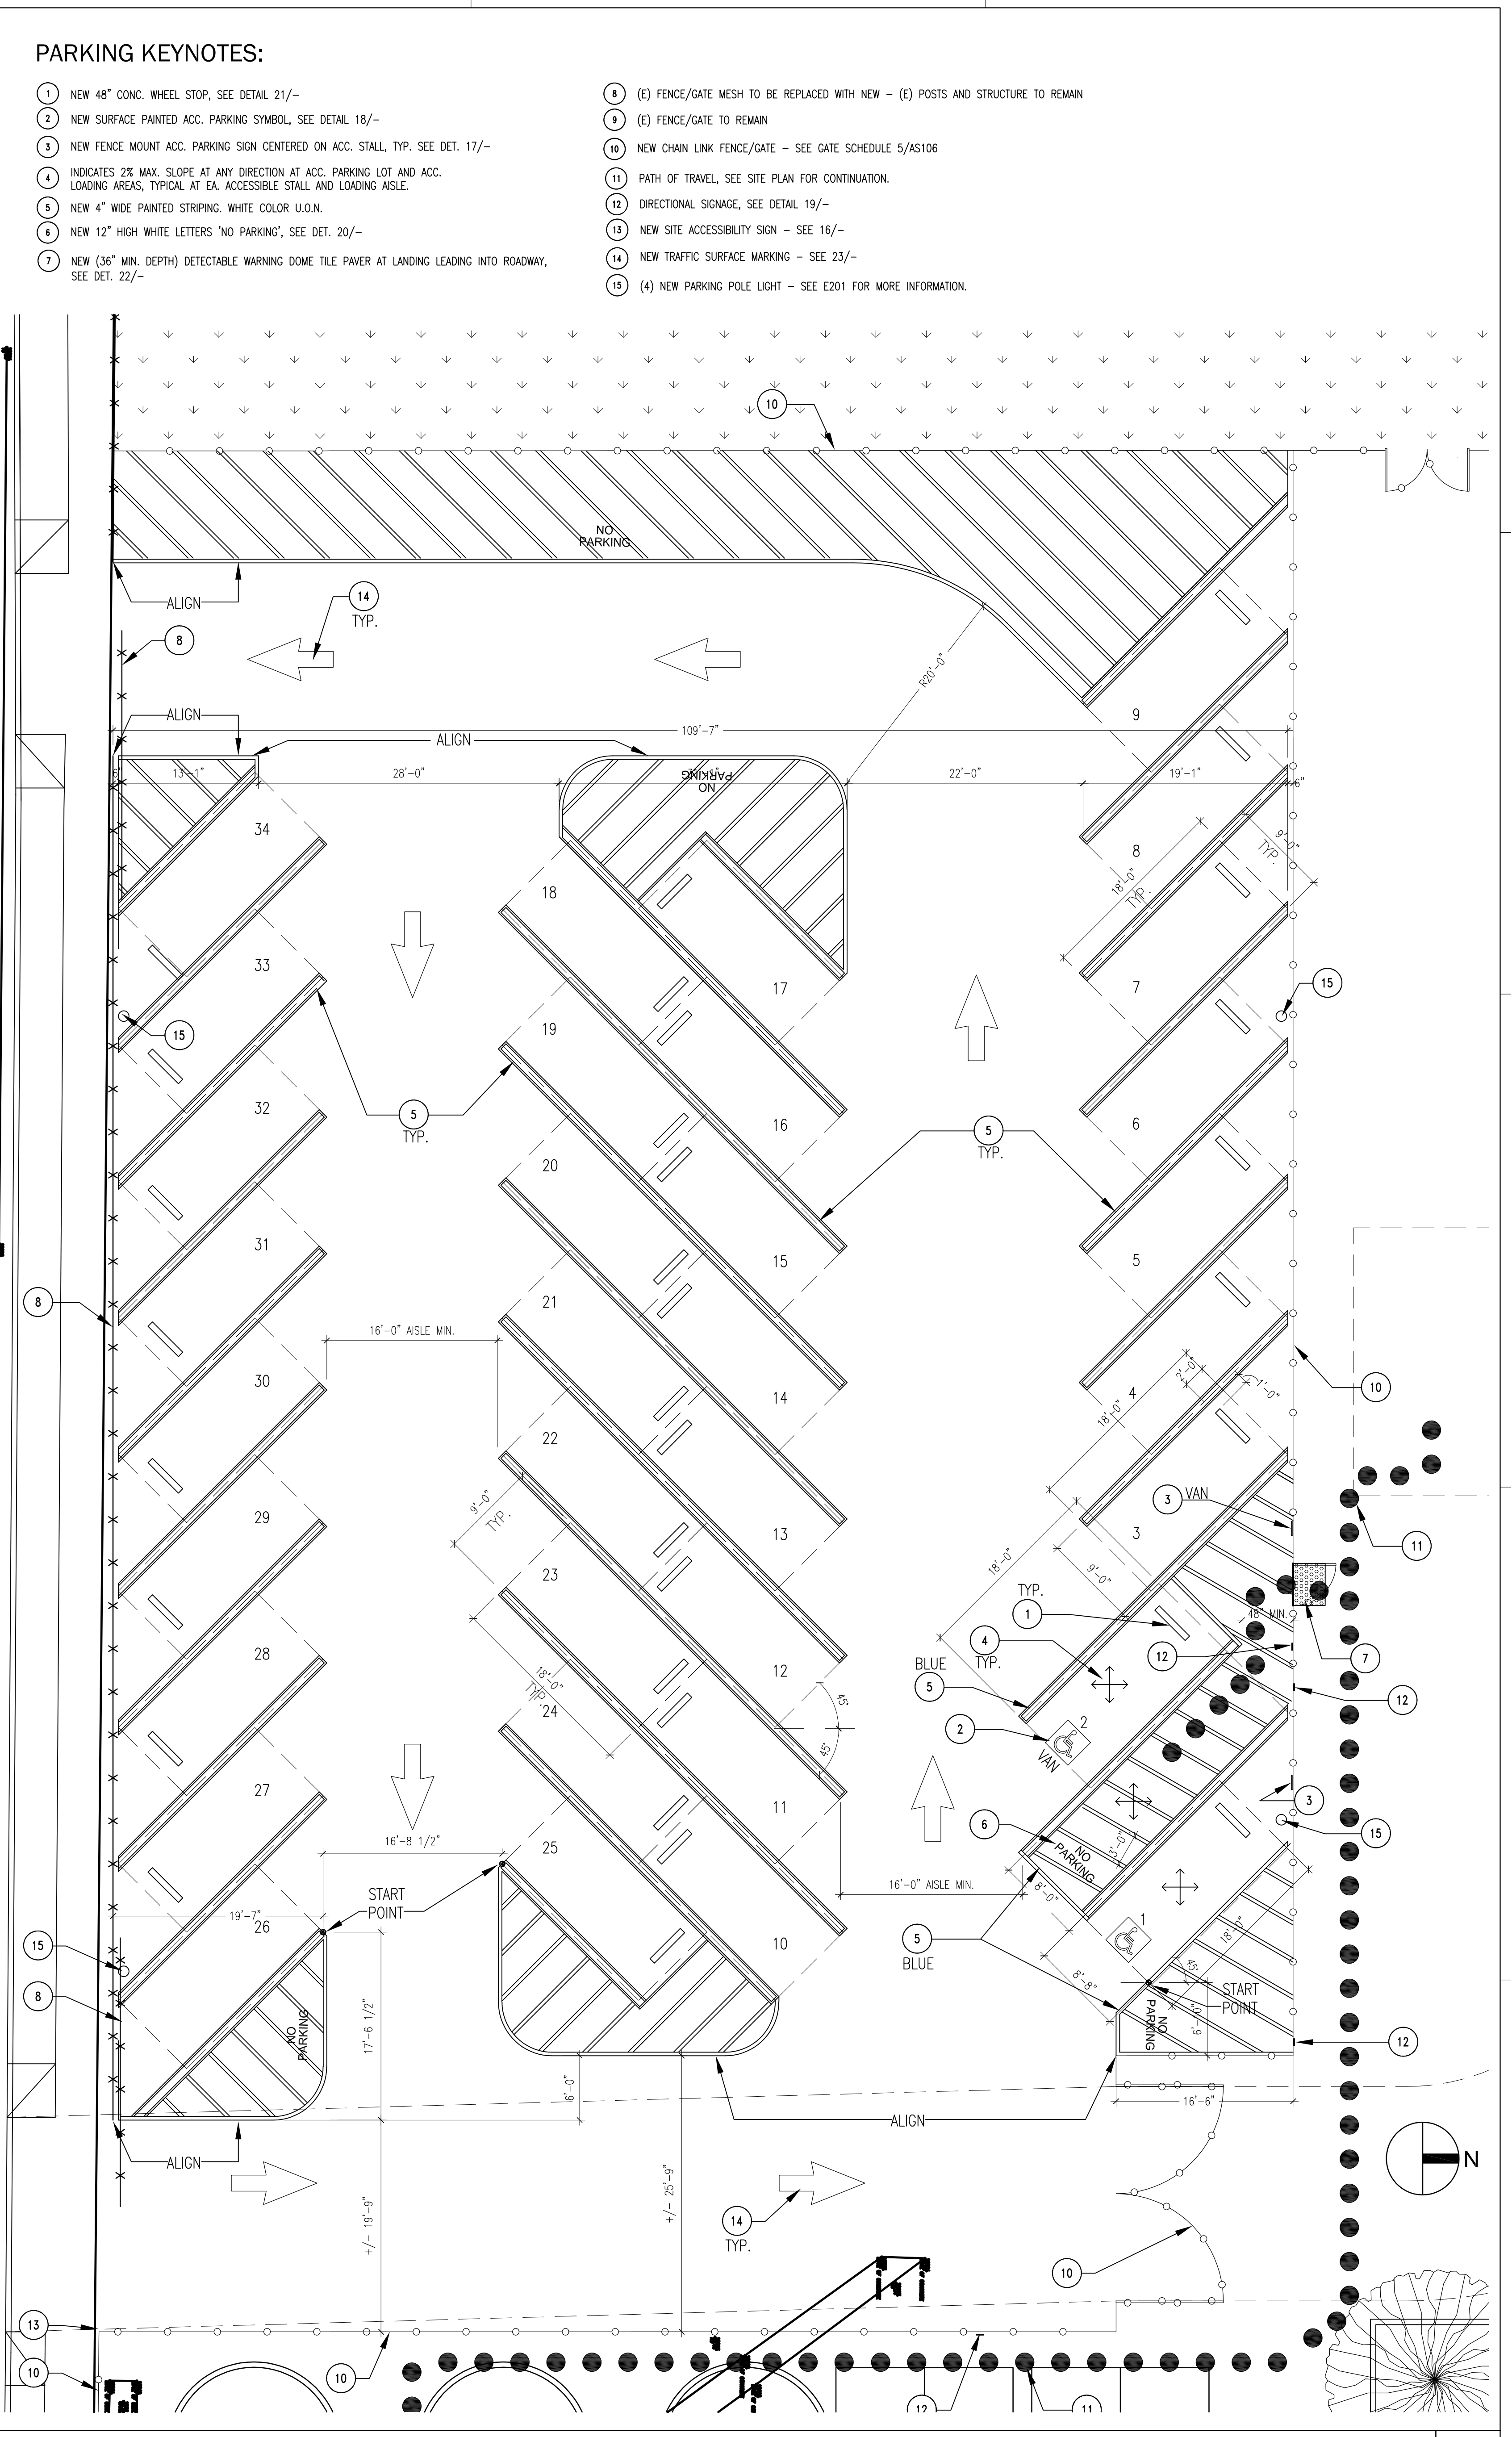 PARKING KEYNOTES:
1 NEW 48" CONC. WHEEL STOP, SEE DETAIL 21/–
2 NEW SURFACE PAINTED ACC. PARKING SYMBOL, SEE DETAIL 18/–
3 NEW FENCE MOUNT ACC. PARKING SIGN CENTERED ON ACC. STALL, TYP. SEE DET. 17/–
4 INDICATES 2% MAX. SLOPE AT ANY DIRECTION AT ACC. PARKING LOT AND ACC.
LOADING AREAS, TYPICAL AT EA. ACCESSIBLE STALL AND LOADING AISLE.
5 NEW 4" WIDE PAINTED STRIPING. WHITE COLOR U.O.N.
6 NEW 12" HIGH WHITE LETTERS 'NO PARKING', SEE DET. 20/–
7 NEW (36" MIN. DEPTH) DETECTABLE WARNING DOME TILE PAVER AT LANDING LEADING INTO ROADWAY,
SEE DET. 22/–
8 (E) FENCE/GATE MESH TO BE REPLACED WITH NEW – (E) POSTS AND STRUCTURE TO REMAIN
9 (E) FENCE/GATE TO REMAIN
10 NEW CHAIN LINK FENCE/GATE – SEE GATE SCHEDULE 5/AS106
11 PATH OF TRAVEL, SEE SITE PLAN FOR CONTINUATION.
12 DIRECTIONAL SIGNAGE, SEE DETAIL 19/–
13 NEW SITE ACCESSIBILITY SIGN – SEE 16/–
14 NEW TRAFFIC SURFACE MARKING – SEE 23/–
15 (4) NEW PARKING POLE LIGHT – SEE E201 FOR MORE INFORMATION.
10
NO
PARKING
ALIGN
14
TYP.
8
R20'-0"
ALIGN
ALIGN
109'-7"
9
6"
13'-1"
28'-0"
NO
PARKING
22'-0"
19'-1"
6"
34
8
9'-0"
TYP.
18'-0"
TYP.
18
33
17
7
15
15
19
32
5
TYP.
16
6
5
TYP.
20
31
15
5
21
8
16'-0" AISLE MIN.
30
14
4
2'-0"
1'-0"
18'-0"
10
22
9'-0"
TYP.
29
13
3
3 VAN
11
18'-0"
9'-0"
23
TYP.
1
48" MIN.
28
12
4
TYP.
12
7
BLUE
5
18'-0"
TYP.
24
45°
45°
2
2
VAN
12
27
11
3
6
NO
PARKING
3'-0"
15
16'-8 1/2"
25
START
POINT
16'-0" AISLE MIN.
8'-0"
19'-7"
26
10
5
BLUE
1
18'-0"
15
8
8'-8"
45°
START
POINT
6'-0"
NO
PARKING
NO
PARKING
12
17'-6 1/2"
6'-0"
16'-6"
ALIGN
ALIGN
N
+/- 19'-9"
+/- 25'-9"
14
TYP.
10
13
10
10
12
11